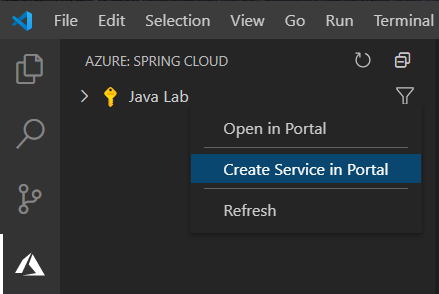 File Edit Selection View Go Run Terminal
AZURE: SPRING CLOUD
Java Lab
Open in Portal
Create Service in Portal
Refresh